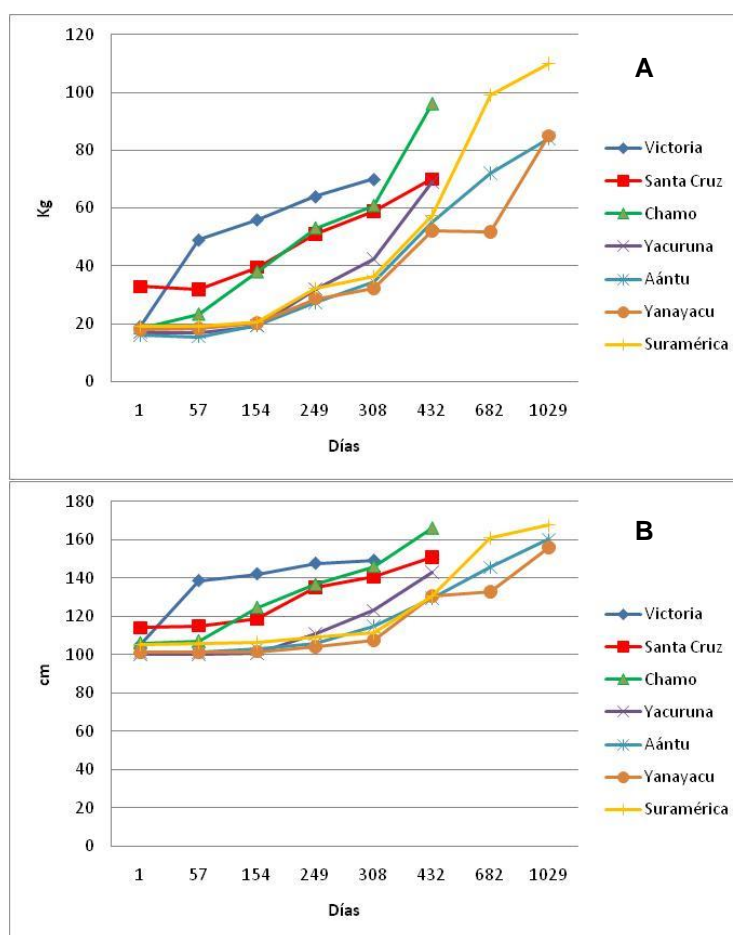 A
120
100
80
60
40
20
0
Kg
1 57 154 249 308 432 682 1029
Días
Victoria
Santa Cruz
Chamo
Yacuruna
Aántu
Yanayacu
Suramérica
B
180
160
140
120
100
80
60
40
20
0
cm
1 57 154 249 308 432 682 1029
Días
Victoria
Santa Cruz
Chamo
Yacuruna
Aántu
Yanayacu
Suramérica